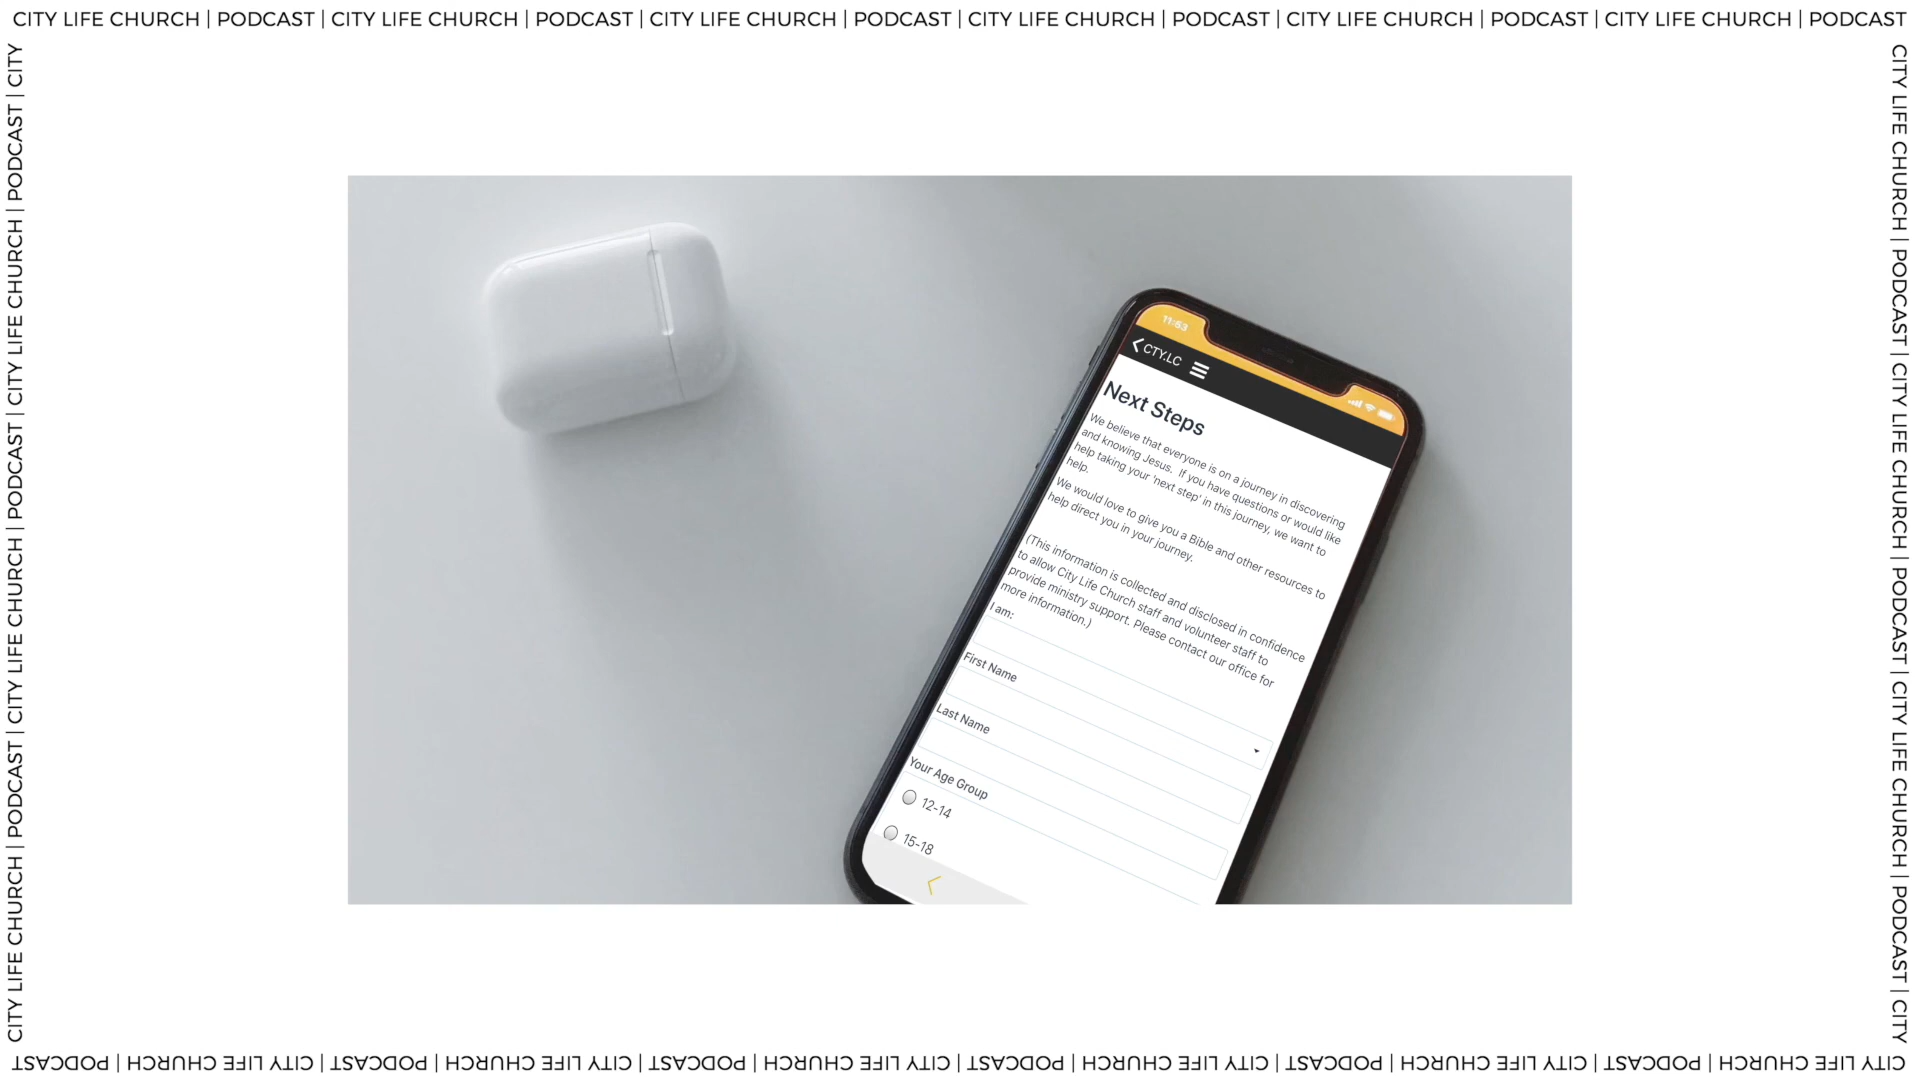 CITY LIFE CHURCH | PODCAST | CITY LIFE CHURCH | PODCAST | CITY LIFE CHURCH | PODCAST | CITY LIFE CHURCH | PODCAST | CITY LIFE CHURCH | PODCAST | CITY LIFE CHURCH | PODCAST
CITY LIFE CHURCH | PODCAST | CITY LIFE CHURCH | PODCAST | CITY LIFE CHURCH | PODCAST | CITY
11:53
CTY.LC
Next Steps
We believe that everyone is on a journey in discovering
and knowing Jesus. If you have questions or would like
help taking your 'next step' in this journey, we want to
help.
We would love to give you a Bible and other resources to
help direct you in your journey.
(This information is collected and disclosed in confidence
to allow City Life Church staff and volunteer staff to
provide ministry support. Please contact our office for
more information.)
I am:
First Name
Last Name
Your Age Group
12-14
15-18
CITY LIFE CHURCH | PODCAST | CITY LIFE CHURCH | PODCAST | CITY LIFE CHURCH | PODCAST | CITY
CITY LIFE CHURCH | PODCAST | CITY LIFE CHURCH | PODCAST | CITY LIFE CHURCH | PODCAST | CITY LIFE CHURCH | PODCAST | CITY LIFE CHURCH | PODCAST | CITY LIFE CHURCH | PODCAST